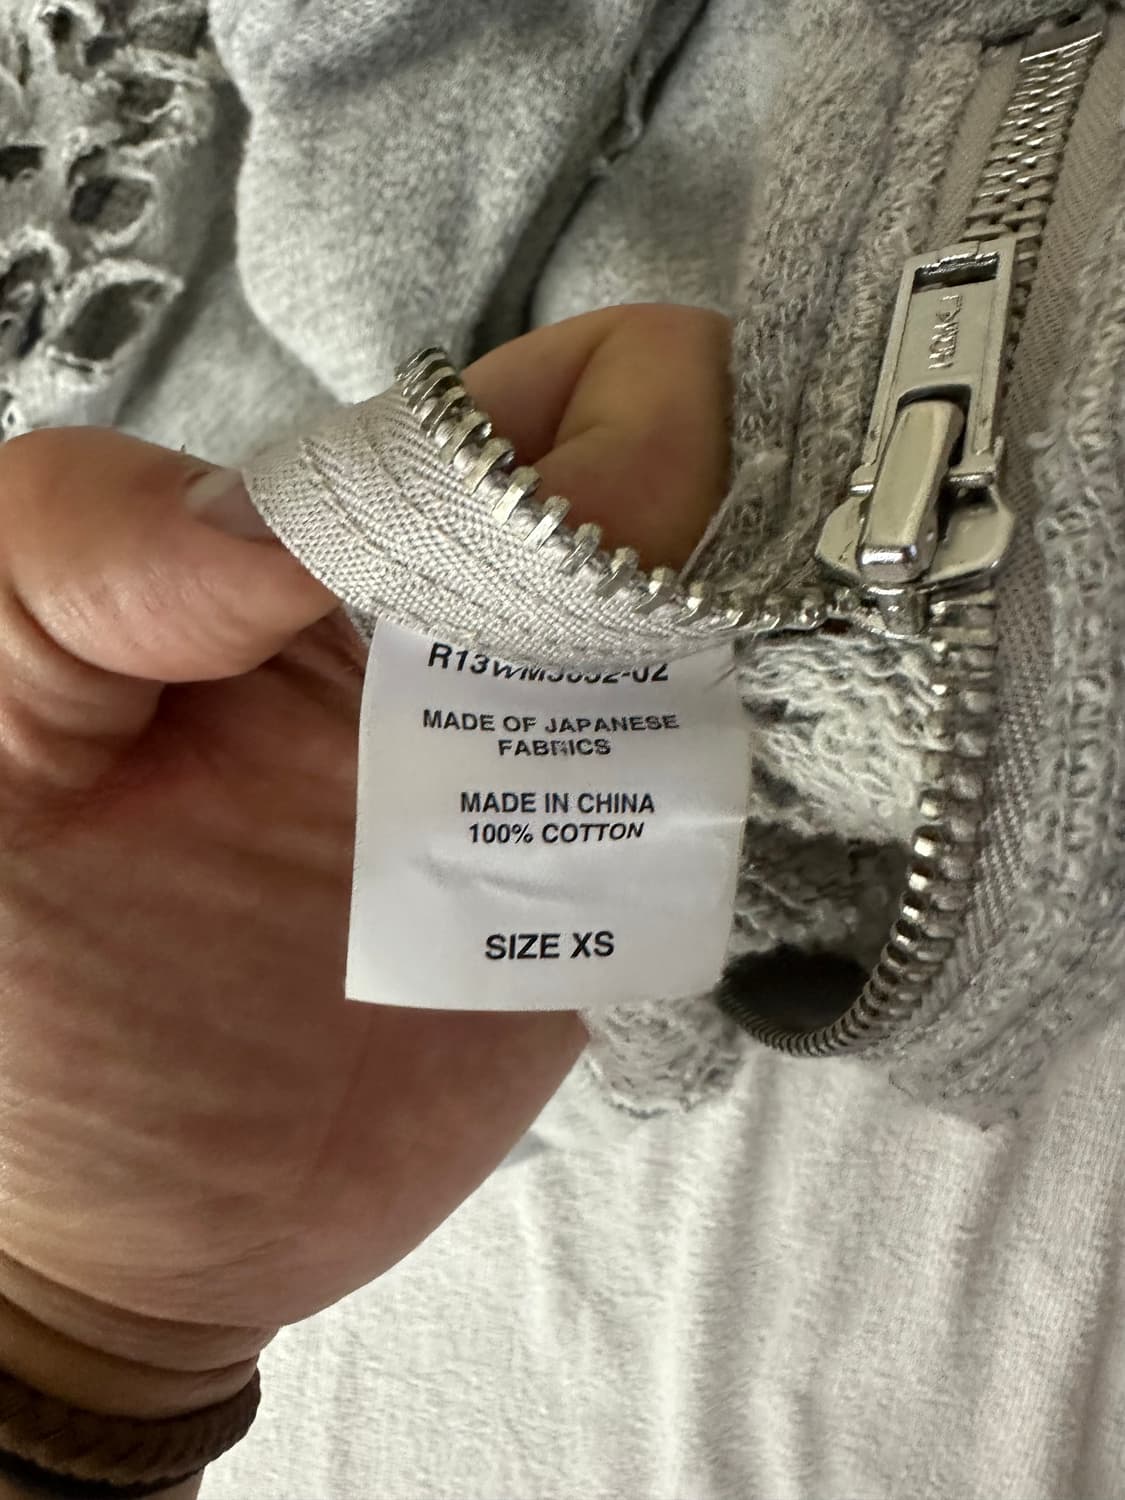 MADE OF JAPANESE
FABRICS
MADE IN CHINA
100% COTTON
SIZE XS